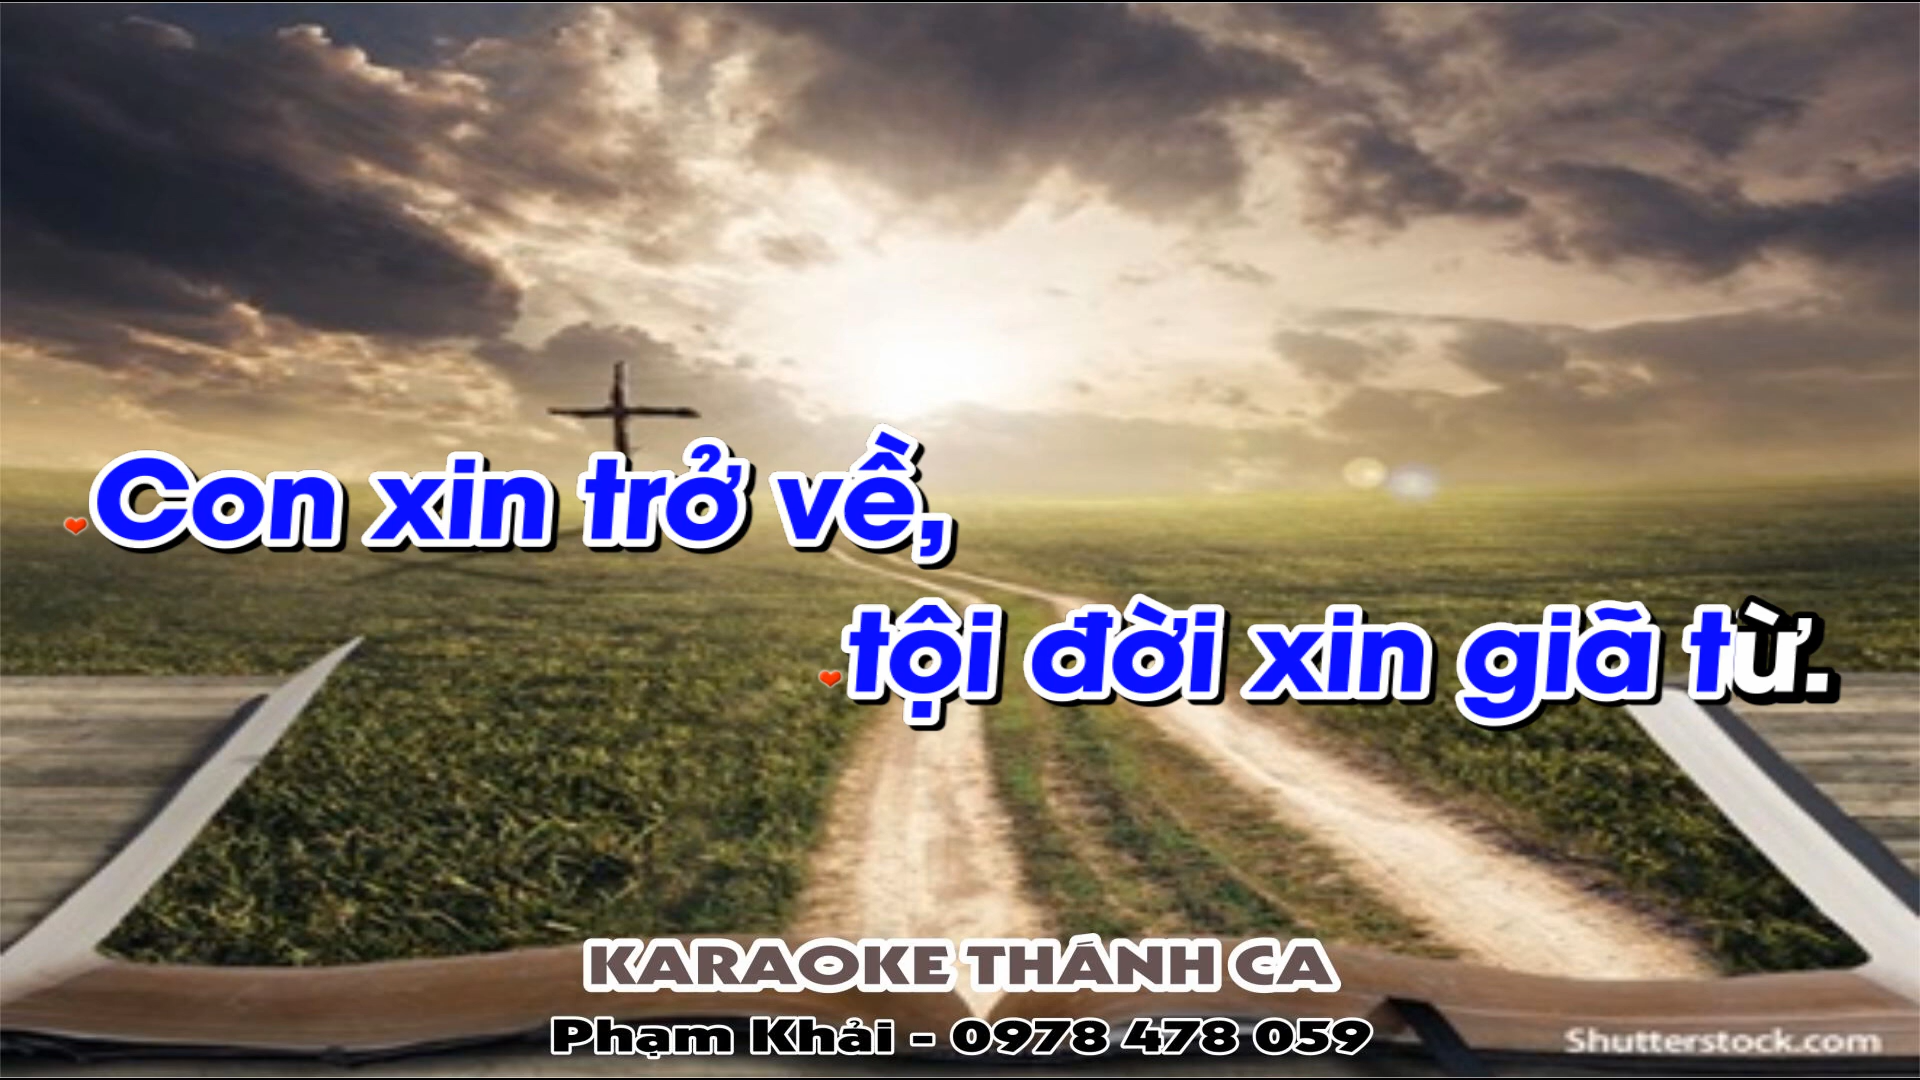 Con xin trở về,
tội đời xin giã từ.
KARAOKE THÁNH CA
Phạm Khải - 0978 478 059
Shutterstock.com